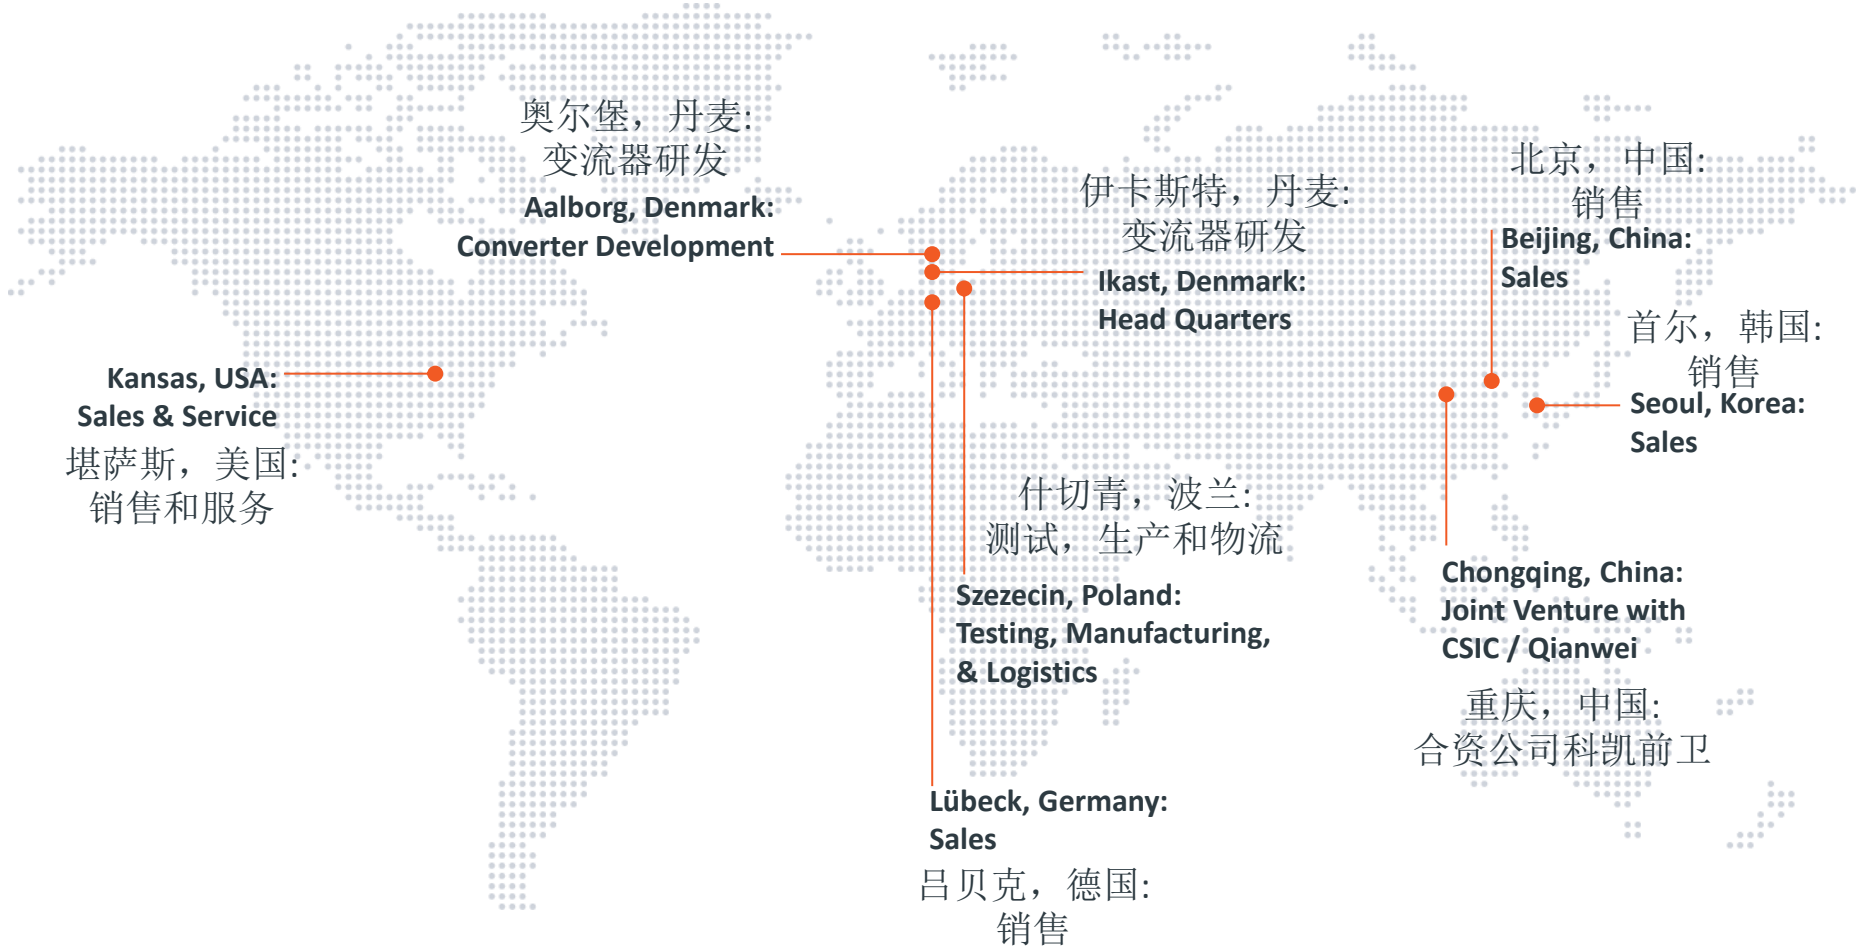 奥尔堡，丹麦:
变流器研发
Aalborg, Denmark:
Converter Development
伊卡斯特，丹麦:
变流器研发
Ikast, Denmark:
Head Quarters
北京，中国:
销售
Beijing, China:
Sales
首尔，韩国:
销售
Seoul, Korea:
Sales
Kansas, USA:
Sales & Service
堪萨斯，美国:
销售和服务
什切青，波兰:
测试，生产和物流
Szezecin, Poland:
Testing, Manufacturing,
& Logistics
Chongqing, China:
Joint Venture with
CSIC / Qianwei
重庆，中国:
合资公司科凯前卫
Lübeck, Germany:
Sales
吕贝克，德国:
销售